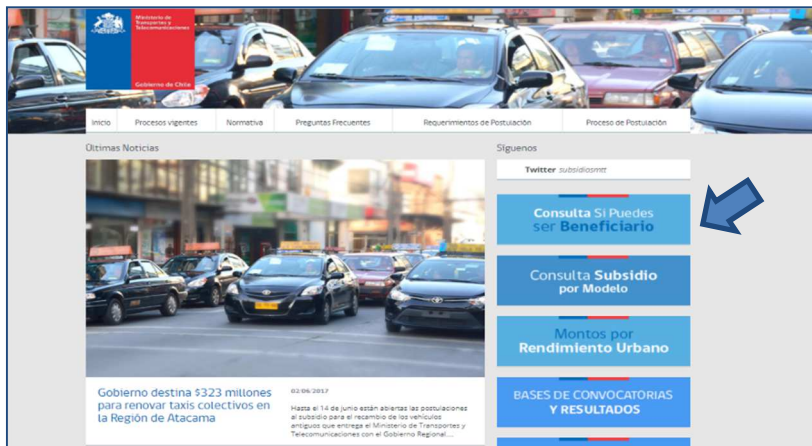 Ministerio de
Transportes y
Telecomunicaciones
Gobierno de Chile
Inicio
Procesos vigentes
Normativa
Preguntas Frecuentes
Requerimientos de Postulación
Proceso de Postulación
Últimas Noticias
Síguenos
Twitter subsidiosmtt
Consulta Si Puedes
ser Beneficiario
Consulta Subsidio
por Modelo
Montos por
Rendimiento Urbano
BASES DE CONVOCATORIAS
Y RESULTADOS
Gobierno destina $323 millones
para renovar taxis colectivos en
la Región de Atacama
02/06/2017
Hasta el 14 de junio están abiertas las postulaciones
al subsidio para el recambio de los vehículos
antiguos que entrega el Ministerio de Transportes y
Telecomunicaciones con el Gobierno Regional....